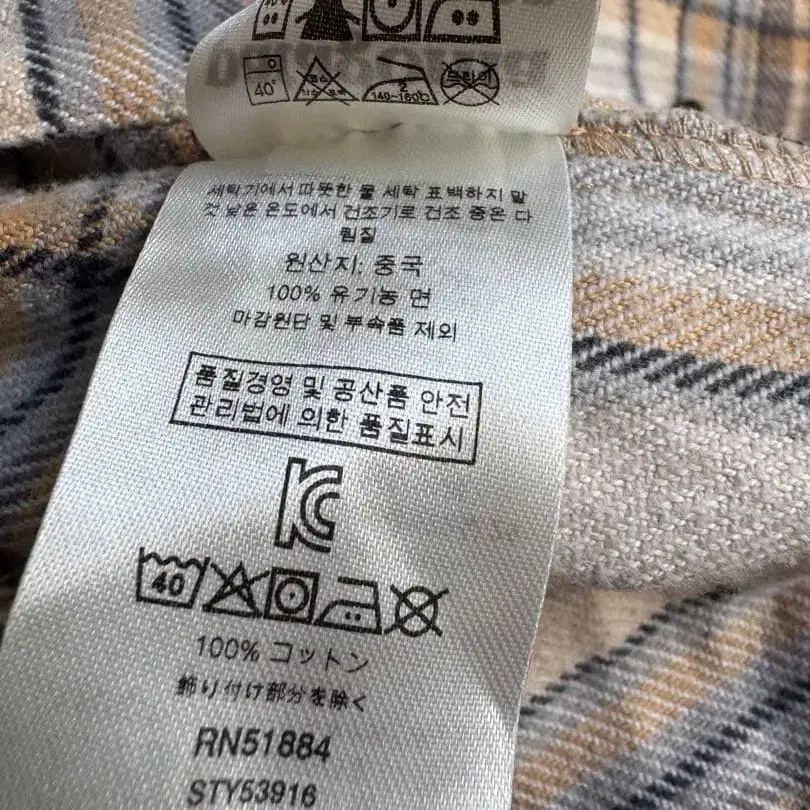 40°
2
140~160℃
드라이
세탁기에서 따뜻한 물 세탁 표백하지 말
것 낮은 온도에서 건조기로 건조 중온 다
림질
원산지: 중국
100% 유기농 면
마감원단 및 부속품 제외
품질경영 및 공산품 안전
관리법에 의한 품질표시
40
100% コットン
飾り付け部分を除く
RN51884
STY53916